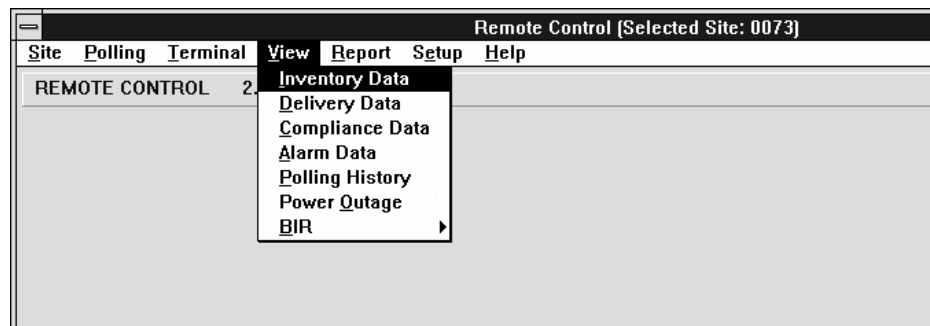 Remote Control (Selected Site: 0073)
Site Polling Terminal View Report Setup Help
REMOTE CONTROL 2.
Inventory Data
Delivery Data
Compliance Data
Alarm Data
Polling History
Power Outage
BIR